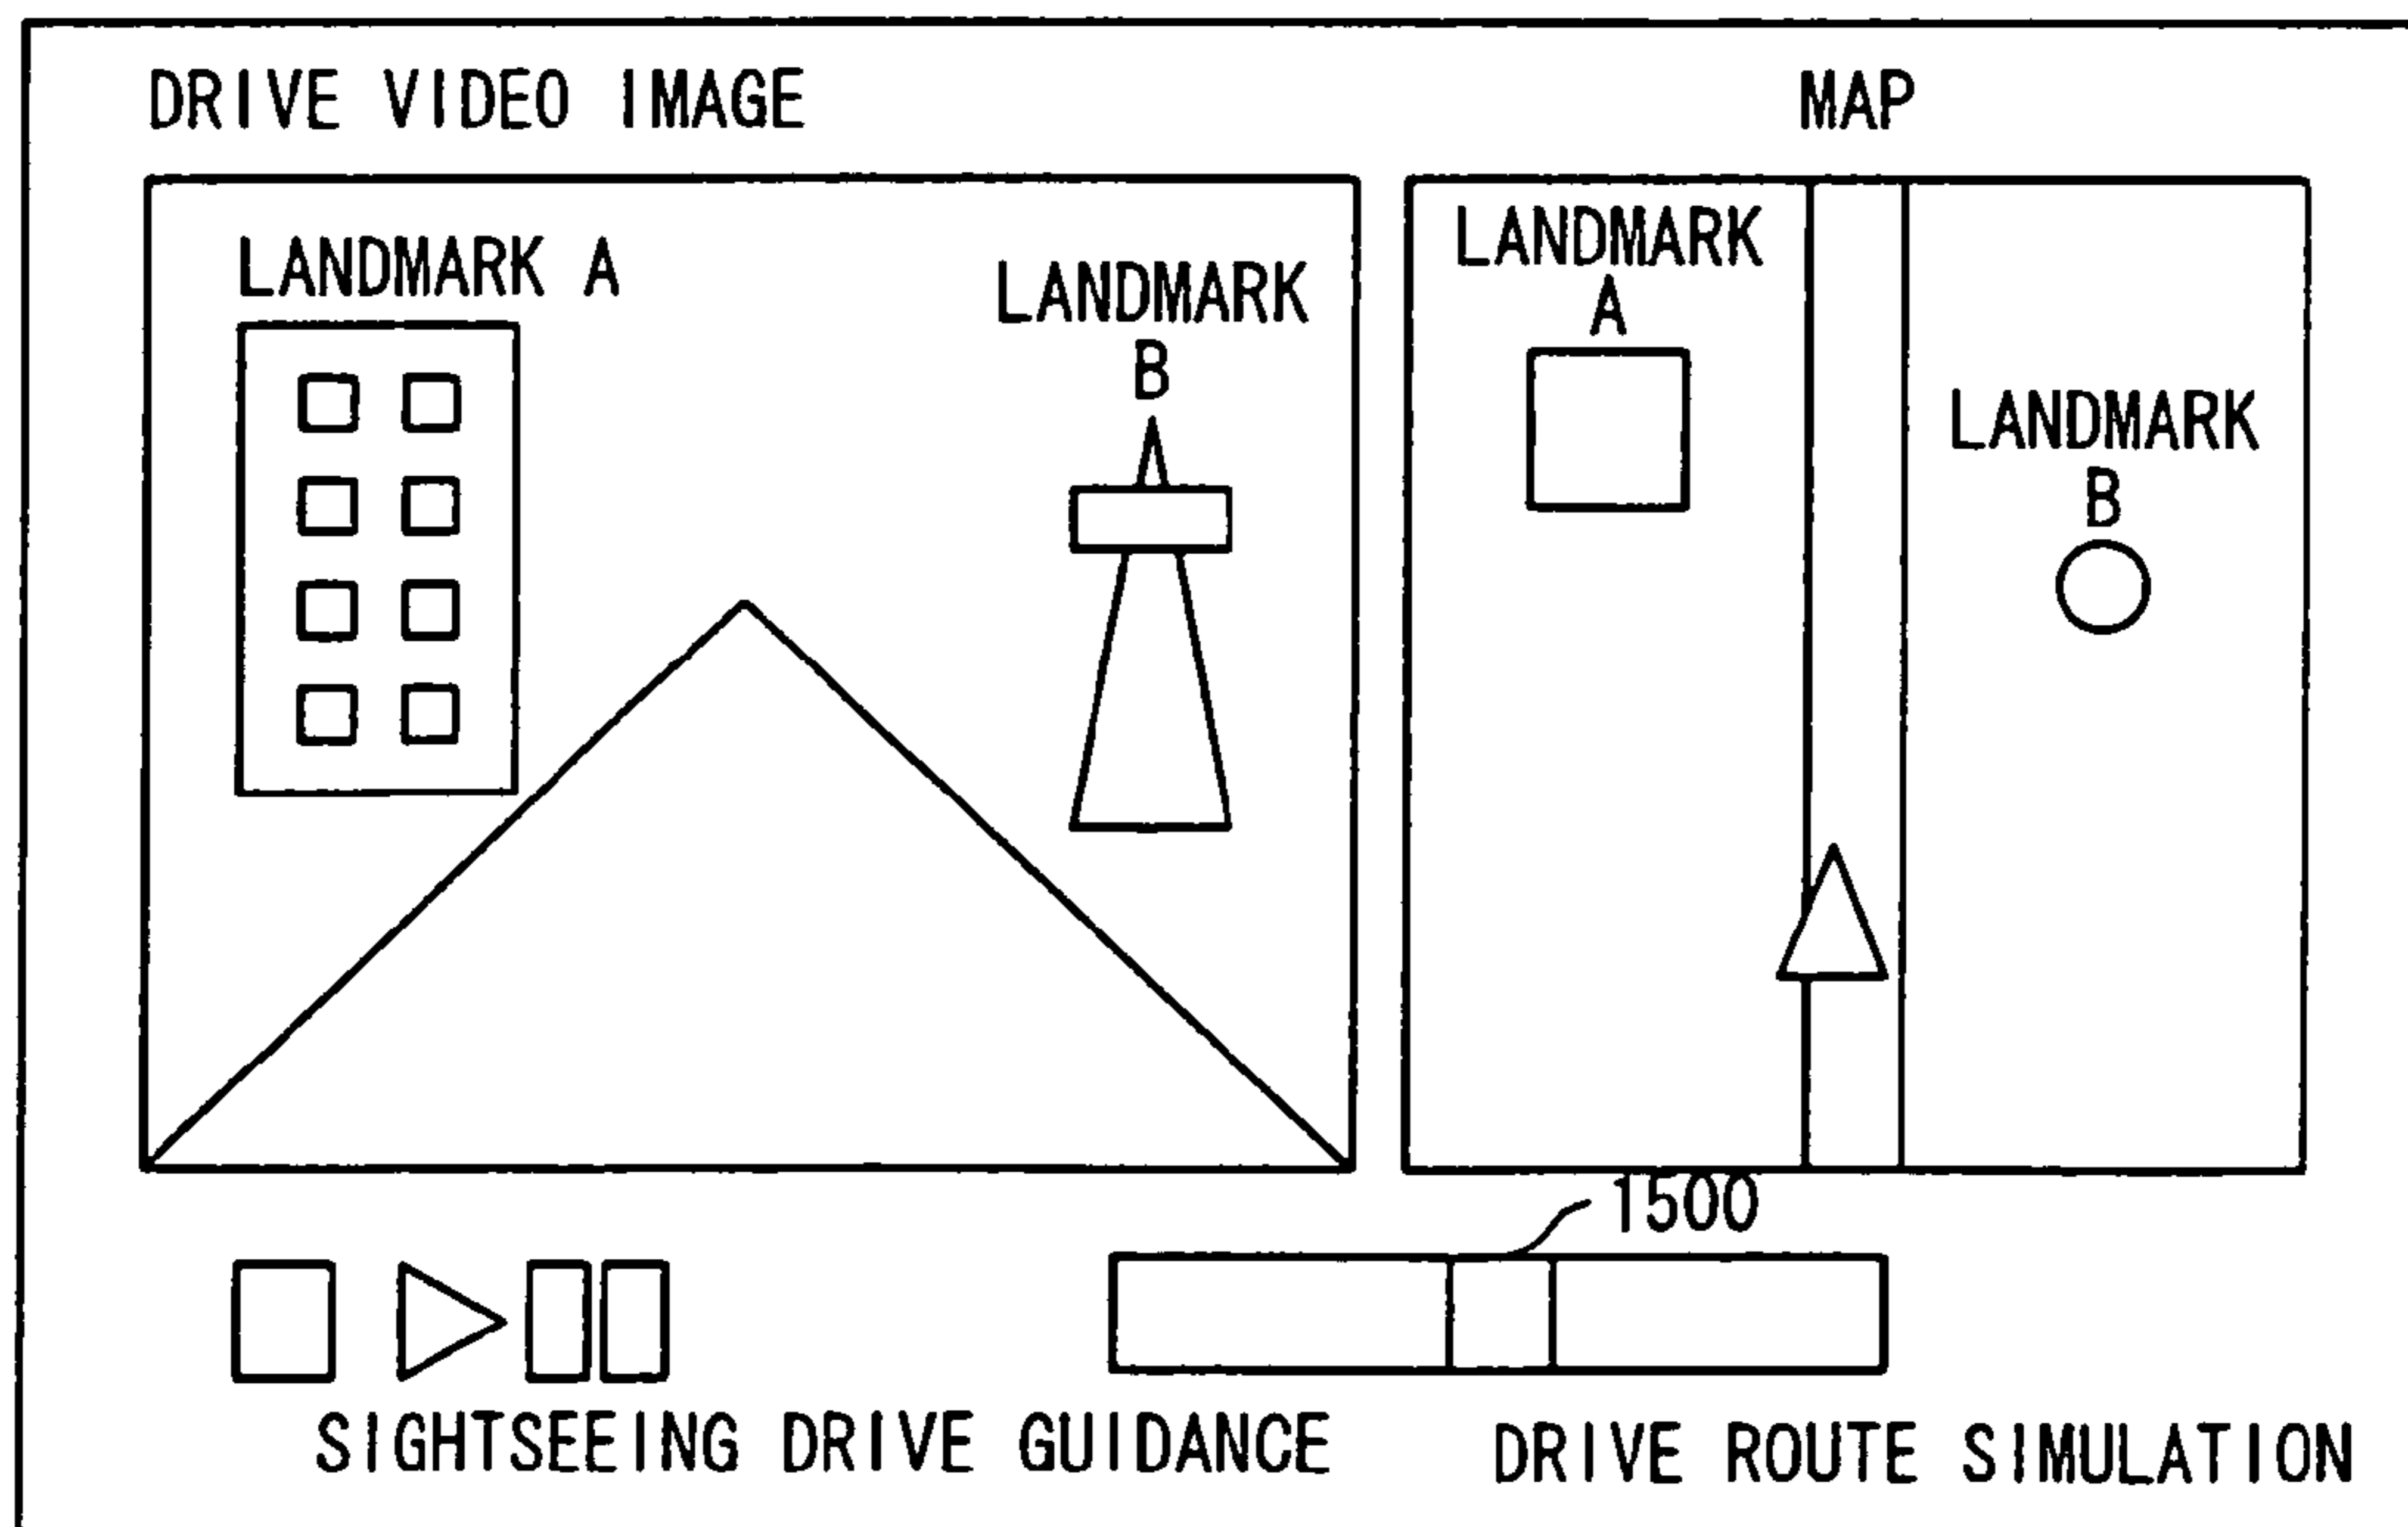 DRIVE VIDEO IMAGE
MAP
LANDMARK A
LANDMARK
B
LANDMARK
A
LANDMARK
B
1500
SIGHTSEEING DRIVE GUIDANCE
DRIVE ROUTE SIMULATION